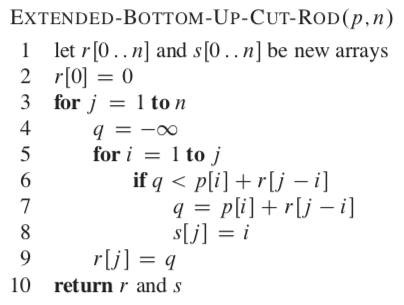 EXTENDED-BOTTOM-UP-CUT-ROD(p, n)
1 let r[0..n] and s[0..n] be new arrays
2 r[0] = 0
3 for j = 1 to n
4 q = −∞
5 for i = 1 to j
6 if q < p[i] + r[j − i]
7 q = p[i] + r[j − i]
8 s[j] = i
9 r[j] = q
10 return r and s